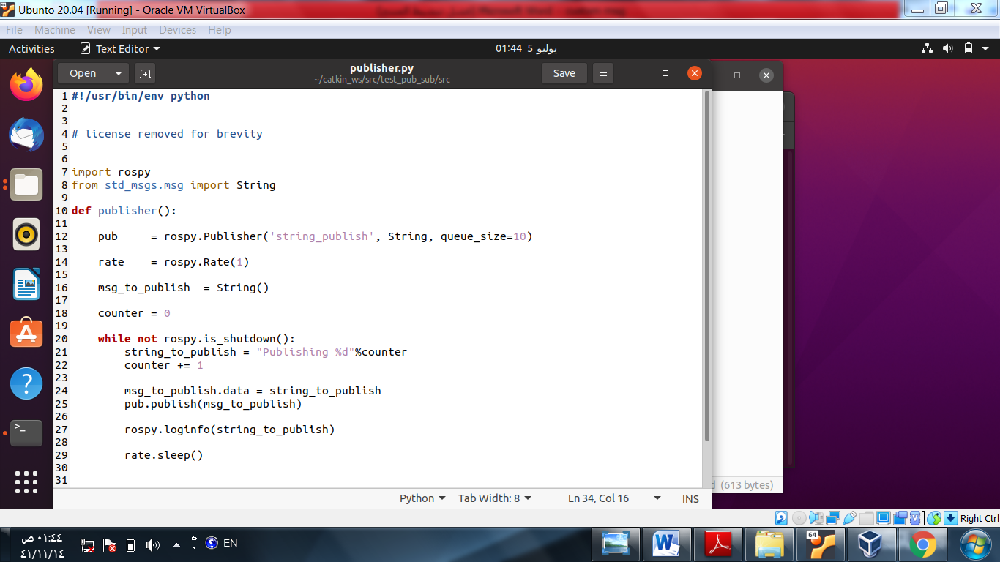 Ubunto 20.04 [Running] - Oracle VM VirtualBox
File Machine View Input Devices Help
Activities Text Editor 01:44 5 يوليو
Open publisher.py Save
~/catkin_ws/src/test_pub_sub/src
1 #!/usr/bin/env python
2
3
4 # license removed for brevity
5
6
7 import rospy
8 from std_msgs.msg import String
9
10 def publisher():
11
12 pub = rospy.Publisher('string_publish', String, queue_size=10)
13
14 rate = rospy.Rate(1)
15
16 msg_to_publish = String()
17
18 counter = 0
19
20 while not rospy.is_shutdown():
21 string_to_publish = "Publishing %d"%counter
22 counter += 1
23
24 msg_to_publish.data = string_to_publish
25 pub.publish(msg_to_publish)
26
27 rospy.loginfo(string_to_publish)
28
29 rate.sleep()
30
31
(613 bytes)
Python Tab Width: 8 Ln 34, Col 16 INS
Right Ctrl
٠١:٤٤ ص
٤١/١١/١٤
EN
64